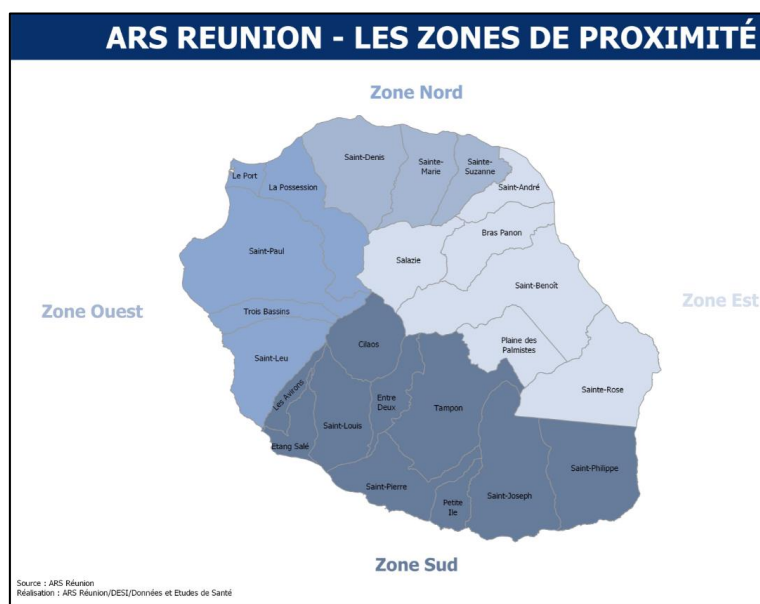 ARS REUNION - LES ZONES DE PROXIMITÉ
Zone Nord
Saint-Denis
Sainte-
Marie
Sainte-
Suzanne
Le Port
La Possession
Saint-André
Bras Panon
Saint-Paul
Salazie
Saint-Benoît
Zone Ouest
Zone Est
Trois Bassins
Cilaos
Plaine des
Palmistes
Saint-Leu
Sainte-Rose
Les Avirons
Entre
Deux
Tampon
Saint-Louis
Etang Salé
Saint-Philippe
Saint-Pierre
Petite
Ile
Saint-Joseph
Zone Sud
Source : ARS Réunion
Réalisation : ARS Réunion/DESI/Données et Etudes de Santé